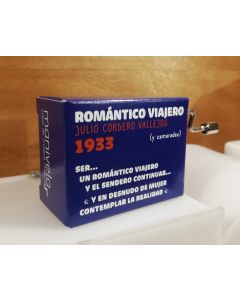 ROMÁNTICO VIAJERO
JULIO CORDERO VALLEJOS
1933
(y camaradas)
SER...
UN ROMÁNTICO VIAJERO
Y EL SENDERO CONTINUAR...
Y EN DESNUDO DE MUJER
CONTEMPLAR LA REALIDAD
manivelar